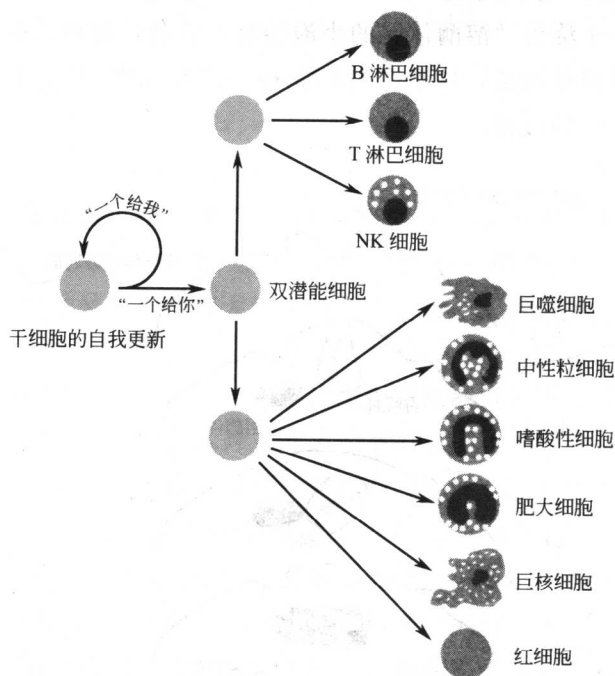 B 淋巴细胞
T 淋巴细胞
NK 细胞
“一个给我”
“一个给你”
双潜能细胞
干细胞的自我更新
巨噬细胞
中性粒细胞
嗜酸性细胞
肥大细胞
巨核细胞
红细胞